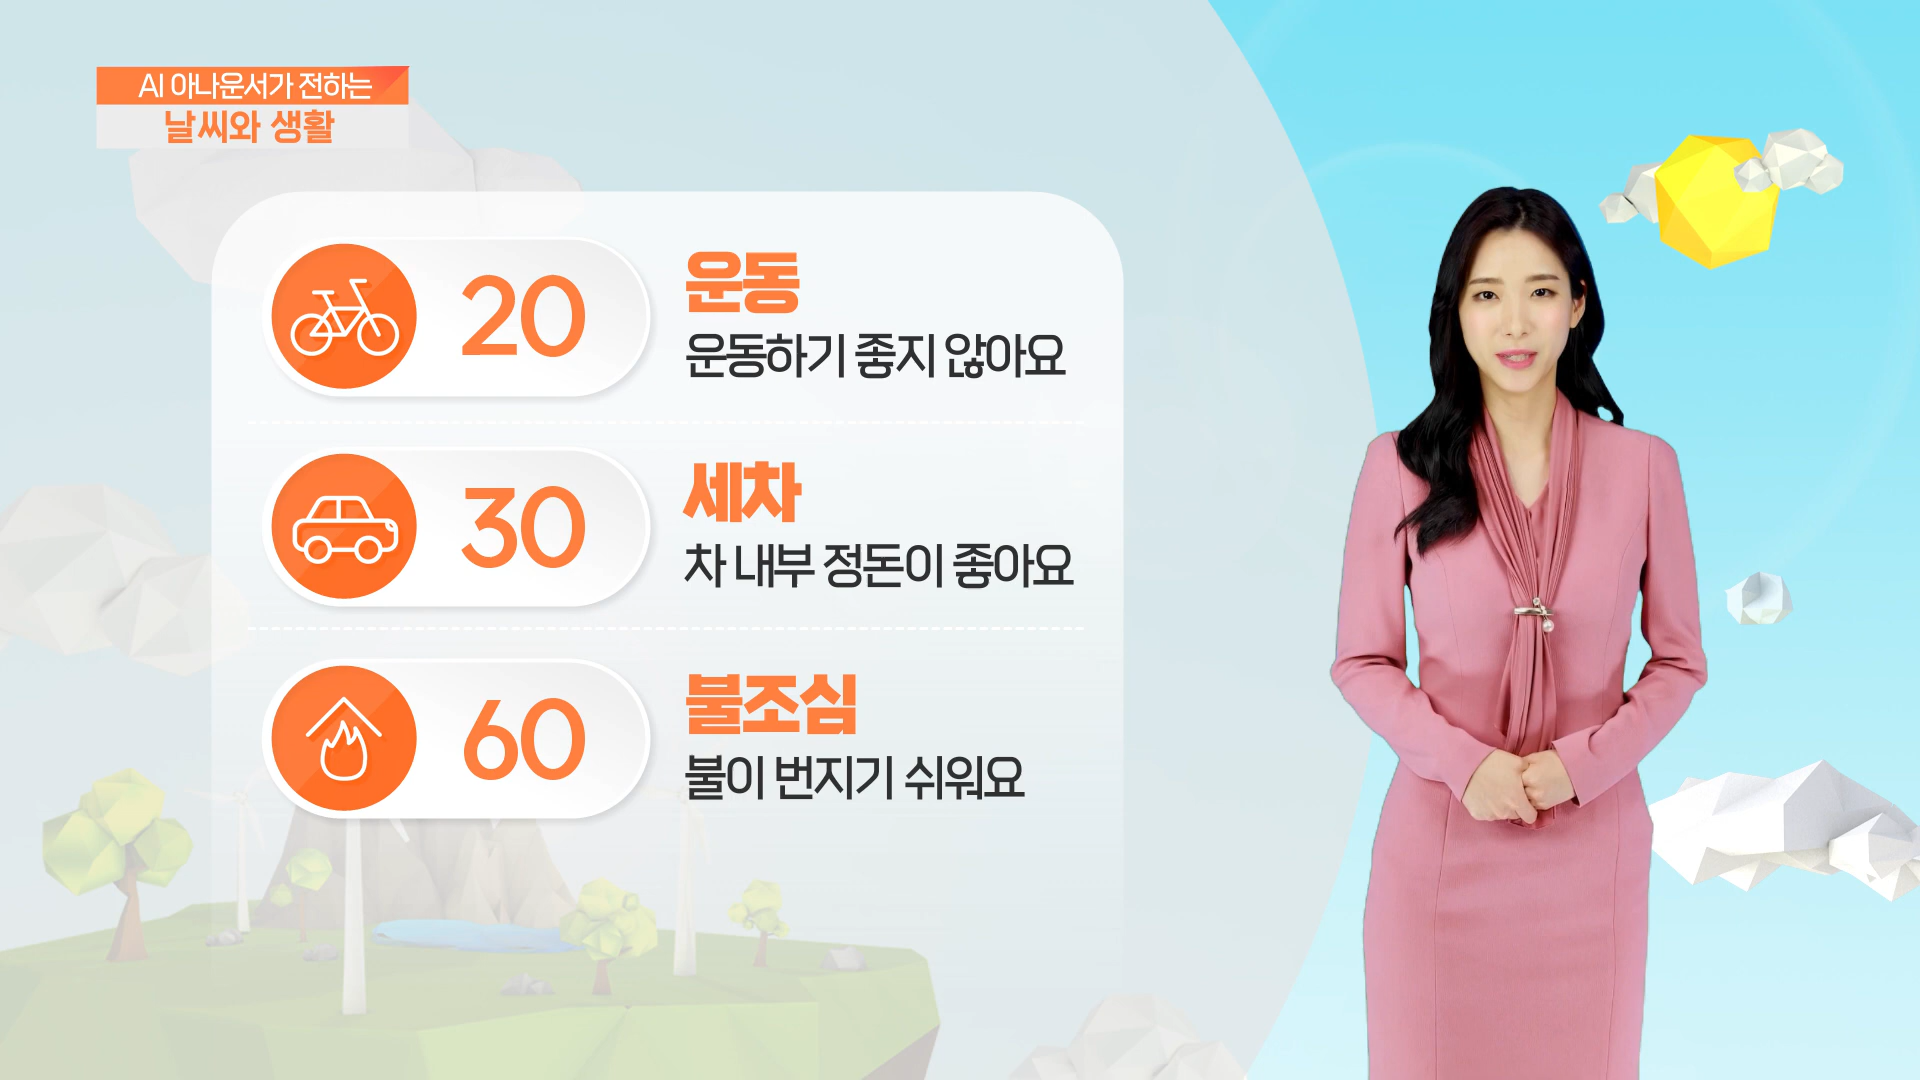 AI 아나운서가 전하는
날씨와 생활
20
운동
운동하기 좋지 않아요
30
세차
차 내부 정돈이 좋아요
60
불조심
불이 번지기 쉬워요